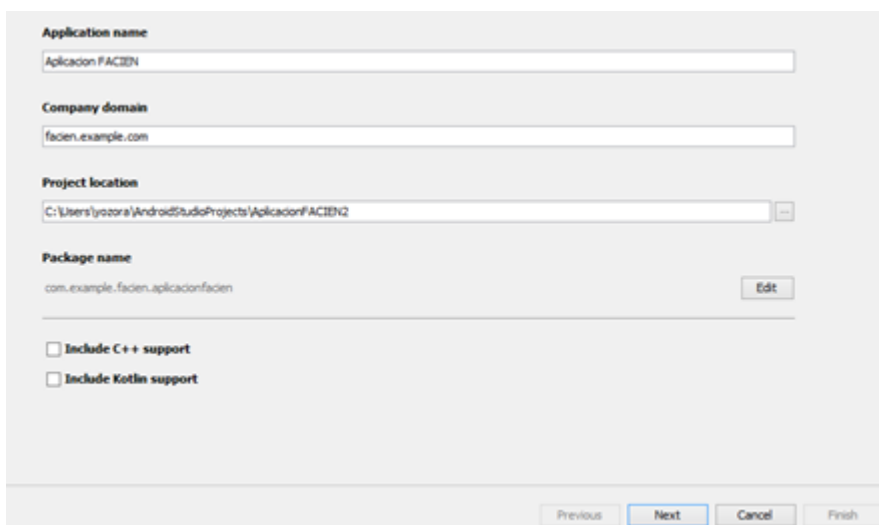 Application name
Aplicacion FACIEN
Company domain
facien.example.com
Project location
C:\Users\yozora\AndroidStudioProjects\AplicacionFACIEN2
...
Package name
com.example.facien.aplicacionfacien
Edit
Include C++ support
Include Kotlin support
Previous Next Cancel Finish